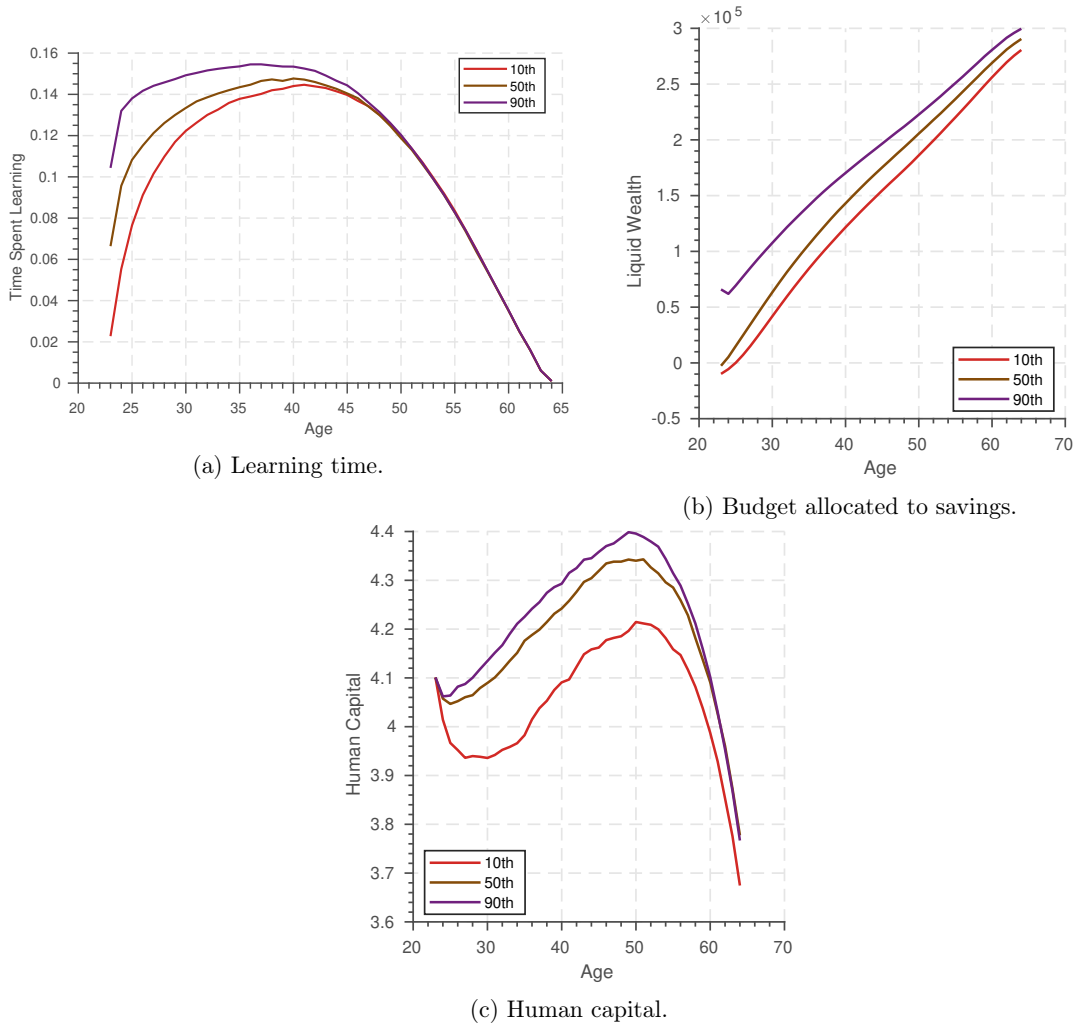 0.16
0.14
0.12
0.1
0.08
0.06
0.04
0.02
0
Time Spent Learning
20 25 30 35 40 45 50 55 60 65
Age
10th
50th
90th
(a) Learning time.
×10^5
3
2.5
2
1.5
1
0.5
0
-0.5
Liquid Wealth
20 30 40 50 60 70
Age
10th
50th
90th
(b) Budget allocated to savings.
4.4
4.3
4.2
4.1
4
3.9
3.8
3.7
3.6
Human Capital
20 30 40 50 60 70
Age
10th
50th
90th
(c) Human capital.